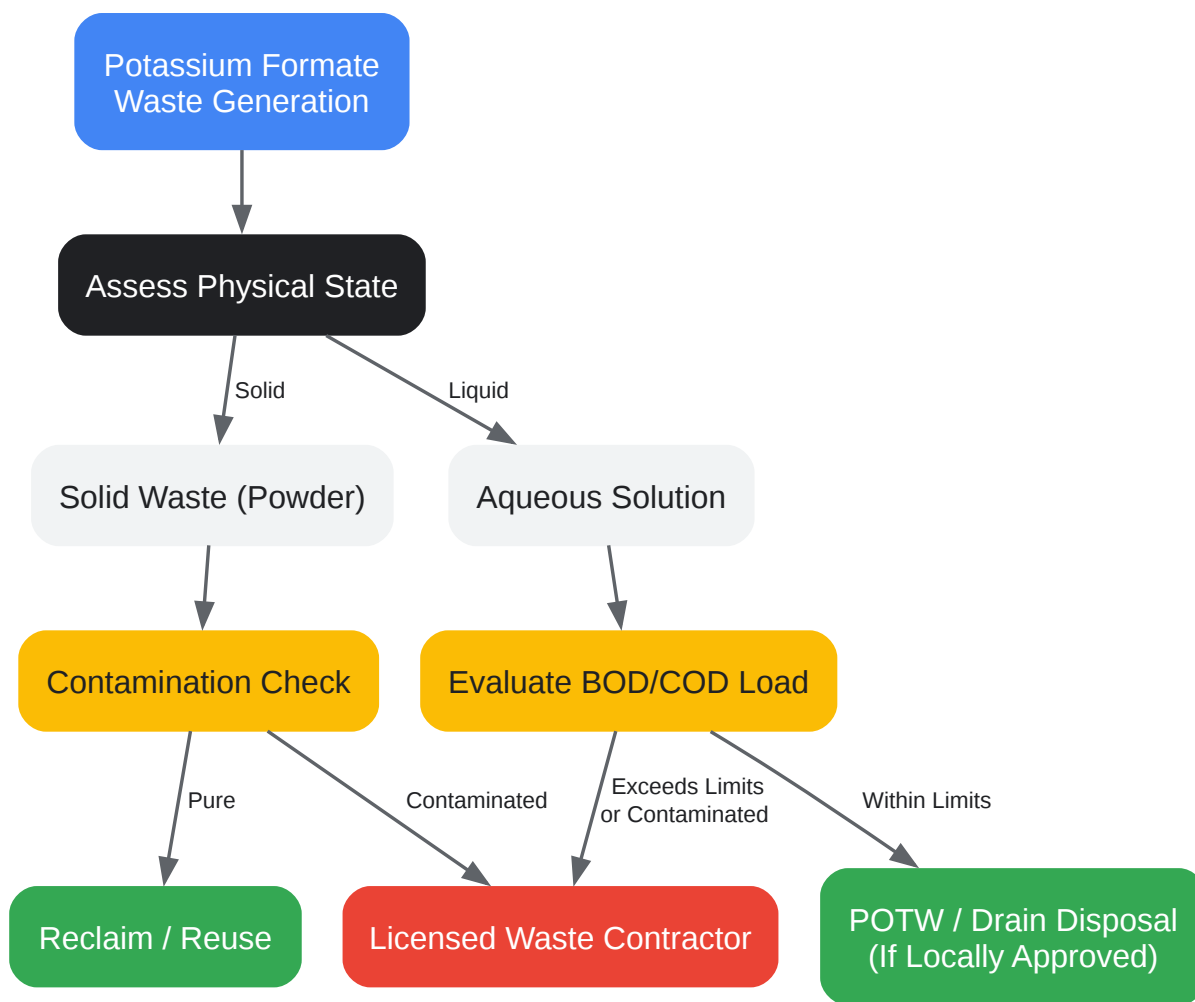 Potassium Formate
Waste Generation
Assess Physical State
Solid
Liquid
Solid Waste (Powder)
Aqueous Solution
Contamination Check
Evaluate BOD/COD Load
Pure
Contaminated
Exceeds Limits
or Contaminated
Within Limits
Reclaim / Reuse
Licensed Waste Contractor
POTW / Drain Disposal
(If Locally Approved)